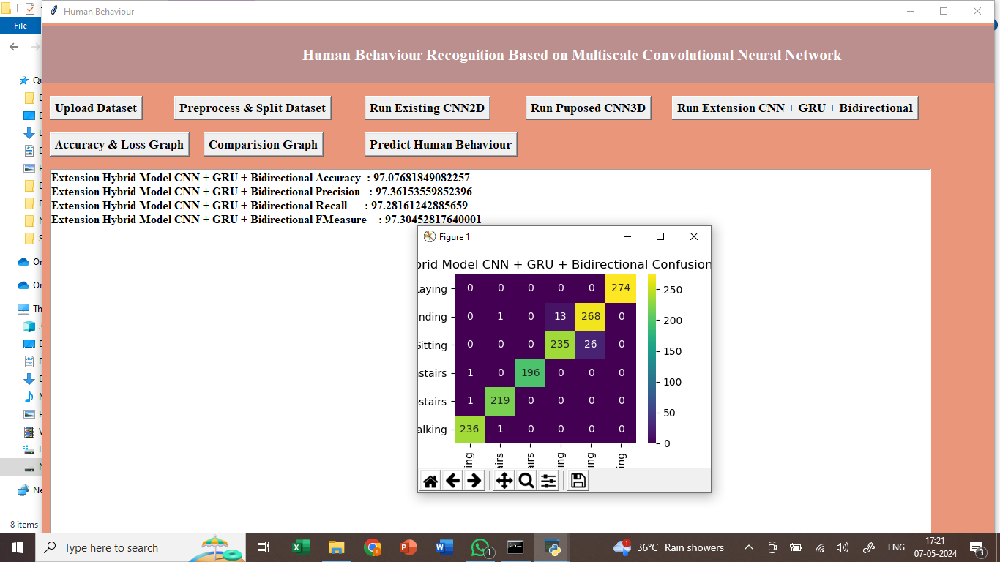 Human Behaviour
File
Human Behaviour Recognition Based on Multiscale Convolutional Neural Network
Upload Dataset
Preprocess & Split Dataset
Run Existing CNN2D
Run Puposed CNN3D
Run Extension CNN + GRU + Bidirectional
Accuracy & Loss Graph
Comparision Graph
Predict Human Behaviour
Extension Hybrid Model CNN + GRU + Bidirectional Accuracy : 97.07681849082257
Extension Hybrid Model CNN + GRU + Bidirectional Precision : 97.36153559852396
Extension Hybrid Model CNN + GRU + Bidirectional Recall : 97.28161242885659
Extension Hybrid Model CNN + GRU + Bidirectional FMeasure : 97.30452817640001
Figure 1
brid Model CNN + GRU + Bidirectional Confusion
aying 0 0 0 0 0 274
nding 0 1 0 13 268 0
Sitting 0 0 0 235 26 0
stairs 1 0 196 0 0 0
stairs 1 219 0 0 0 0
alking 236 1 0 0 0 0
ing
airs
irs
ing
ing
ing
250
200
150
100
50
0
8 items
Type here to search
1
1
36°C Rain showers
ENG
17:21
07-05-2024
3